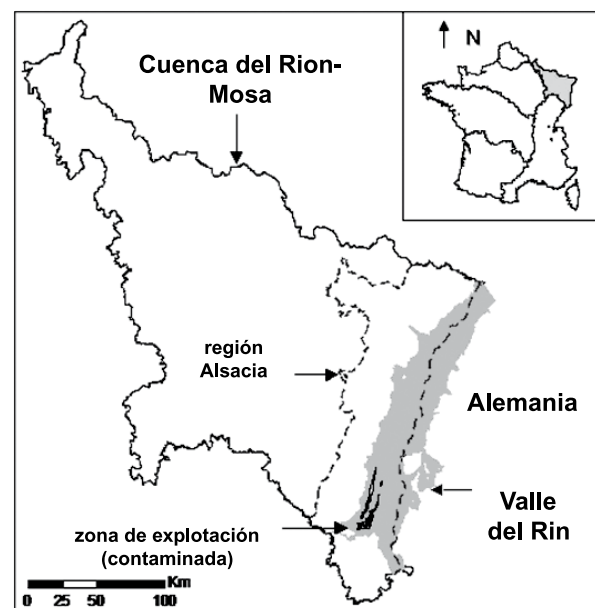 N
Cuenca del Rion-
Mosa
región
Alsacia
Alemania
Valle
del Rin
zona de explotación
(contaminada)
Km
0 25 50 100